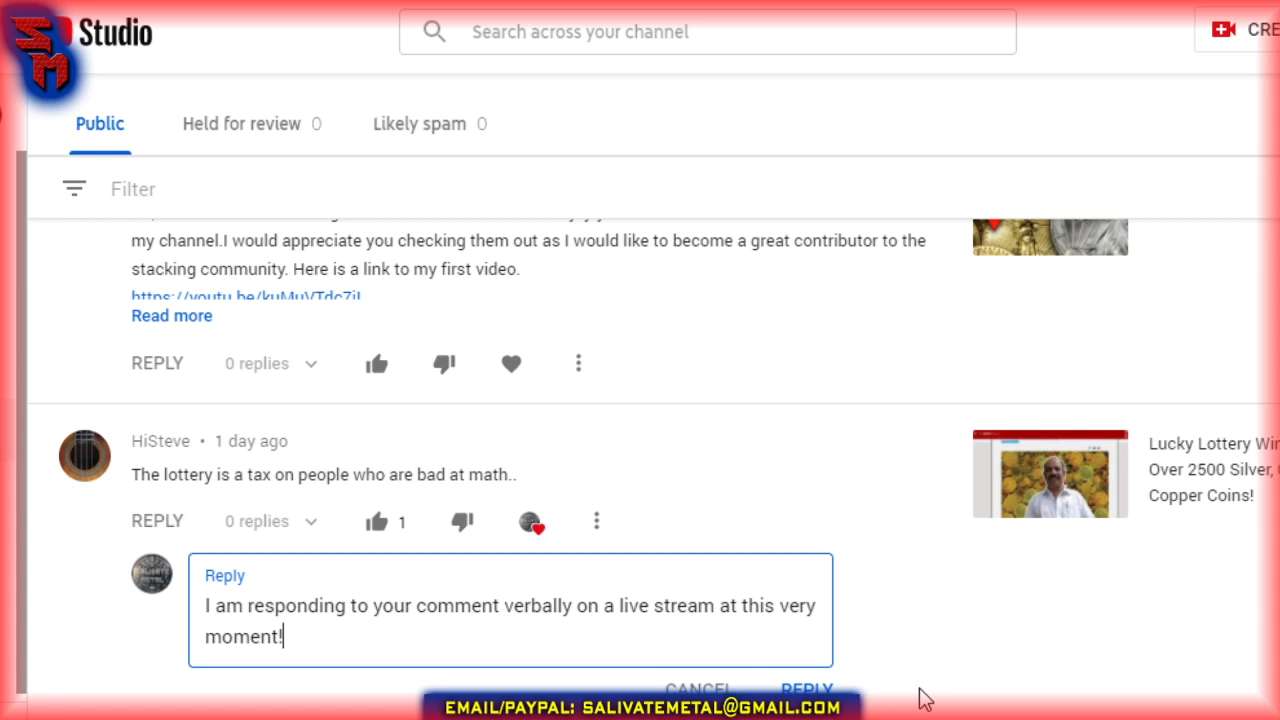 SM
Studio
Search across your channel
CRE
Public
Held for review 0
Likely spam 0
Filter
my channel.I would appreciate you checking them out as I would like to become a great contributor to the
stacking community. Here is a link to my first video.
Read more
REPLY
0 replies
HiSteve • 1 day ago
The lottery is a tax on people who are bad at math..
Lucky Lottery Win
Over 2500 Silver,
Copper Coins!
REPLY
0 replies
1
Reply
I am responding to your comment verbally on a live stream at this very
moment!
CANCEL
REPLY
EMAIL/PAYPAL: SALIVATEMETAL@GMAIL.COM